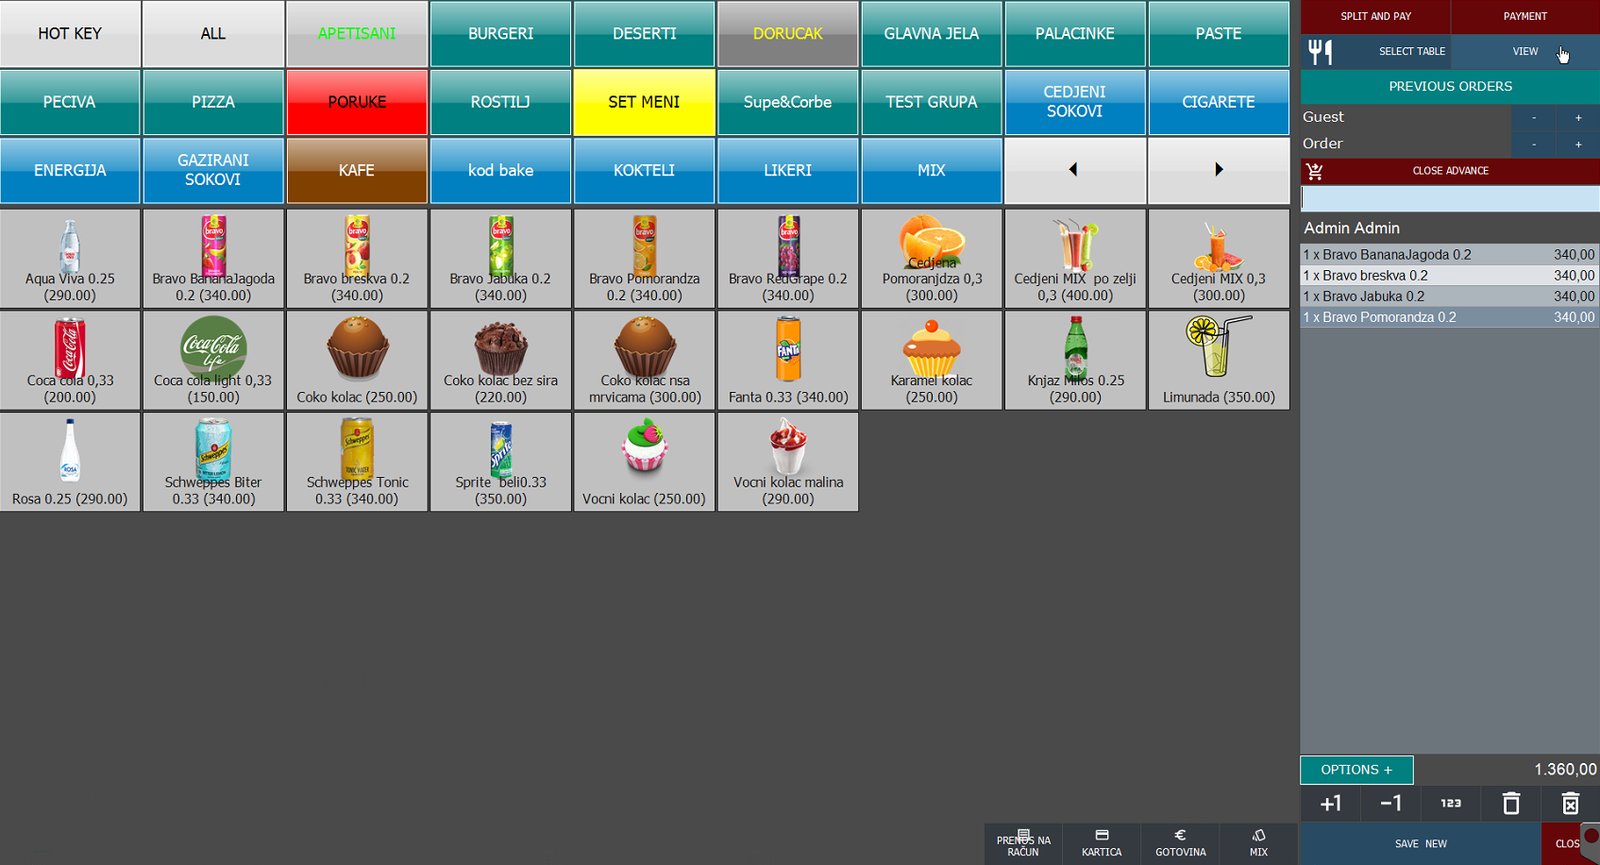 HOT KEY
ALL
APETISANI
BURGERI
DESERTI
DORUCAK
GLAVNA JELA
PALACINKE
PASTE
PECIVA
PIZZA
PORUKE
ROSTILJ
SET MENI
Supe&Corbe
TEST GRUPA
CEDJENI
SOKOVI
CIGARETE
ENERGIJA
GAZIRANI
SOKOVI
KAFE
kod bake
KOKTELI
LIKERI
MIX
Aqua Viva 0.25
(290.00)
Bravo BananaJagoda
0.2 (340.00)
Bravo breskva 0.2
(340.00)
Bravo Jabuka 0.2
(340.00)
Bravo Pomorandza
0.2 (340.00)
Bravo RedGrape 0.2
(340.00)
Cedjena
Pomoranjdza 0,3
(300.00)
Cedjeni MIX po zelji
0,3 (400.00)
Cedjeni MIX 0,3
(300.00)
Coca cola 0,33
(200.00)
Coca cola light 0,33
(150.00)
Coko kolac (250.00)
Coko kolac bez sira
(220.00)
Coko kolac nsa
mrvicama (300.00)
Fanta 0.33 (340.00)
Karamel kolac
(250.00)
Knjaz Milos 0.25
(290.00)
Limunada (350.00)
Rosa 0.25 (290.00)
Schweppes Biter
0.33 (340.00)
Schweppes Tonic
0.33 (340.00)
Sprite beli0.33
(350.00)
Vocni kolac (250.00)
Vocni kolac malina
(290.00)
PRENOS NA
RAČUN
KARTICA
GOTOVINA
MIX
SPLIT AND PAY
PAYMENT
SELECT TABLE
VIEW
PREVIOUS ORDERS
Guest - +
Order - +
CLOSE ADVANCE
Admin Admin
1 x Bravo BananaJagoda 0.2 340,00
1 x Bravo breskva 0.2 340,00
1 x Bravo Jabuka 0.2 340,00
1 x Bravo Pomorandza 0.2 340,00
OPTIONS + 1.360,00
+1 −1 123
SAVE NEW
CLOS